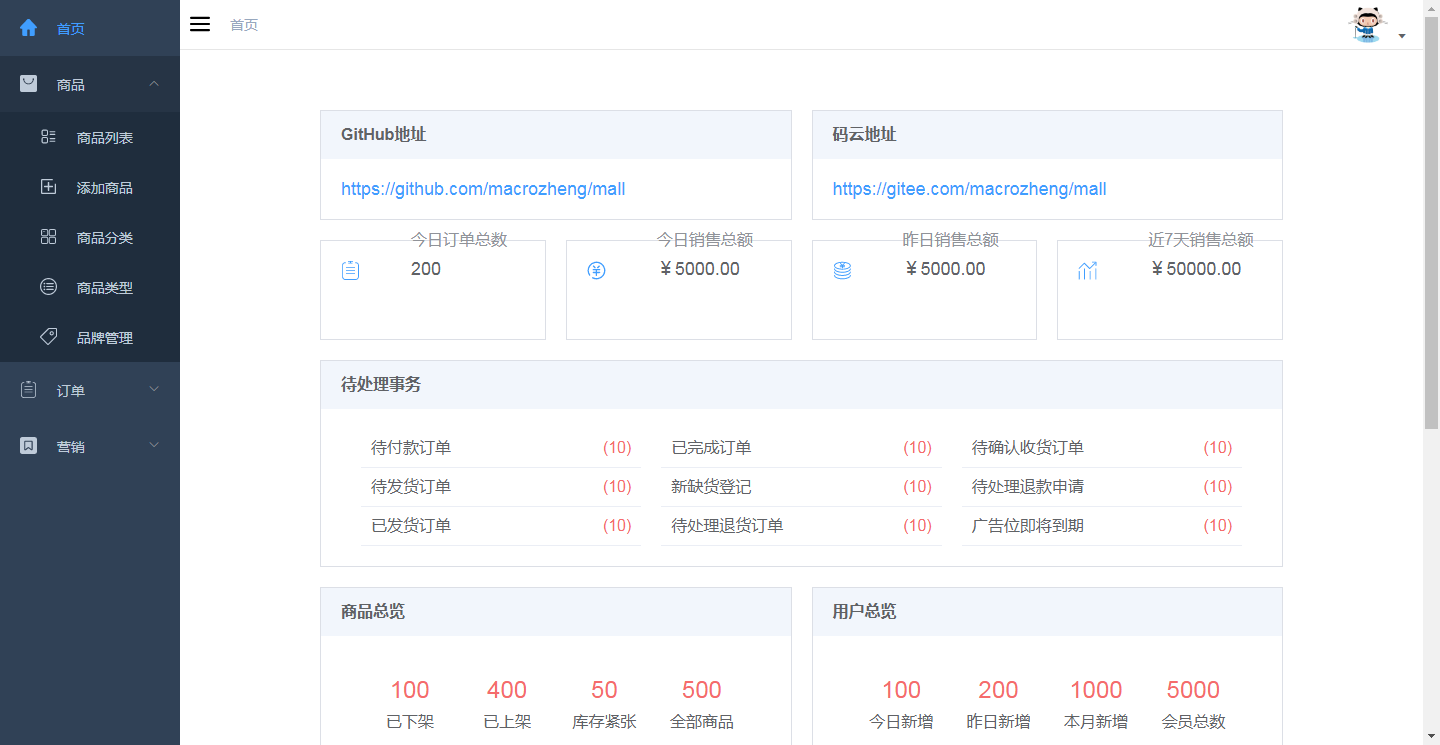 首页
商品
商品列表
添加商品
商品分类
商品类型
品牌管理
订单
营销
首页
GitHub地址
https://github.com/macrozheng/mall
码云地址
https://gitee.com/macrozheng/mall
今日订单总数
200
今日销售总额
￥5000.00
昨日销售总额
￥5000.00
近7天销售总额
￥50000.00
待处理事务
待付款订单 (10) 已完成订单 (10) 待确认收货订单 (10)
待发货订单 (10) 新缺货登记 (10) 待处理退款申请 (10)
已发货订单 (10) 待处理退货订单 (10) 广告位即将到期 (10)
商品总览
100 400 50 500
已下架 已上架 库存紧张 全部商品
用户总览
100 200 1000 5000
今日新增 昨日新增 本月新增 会员总数